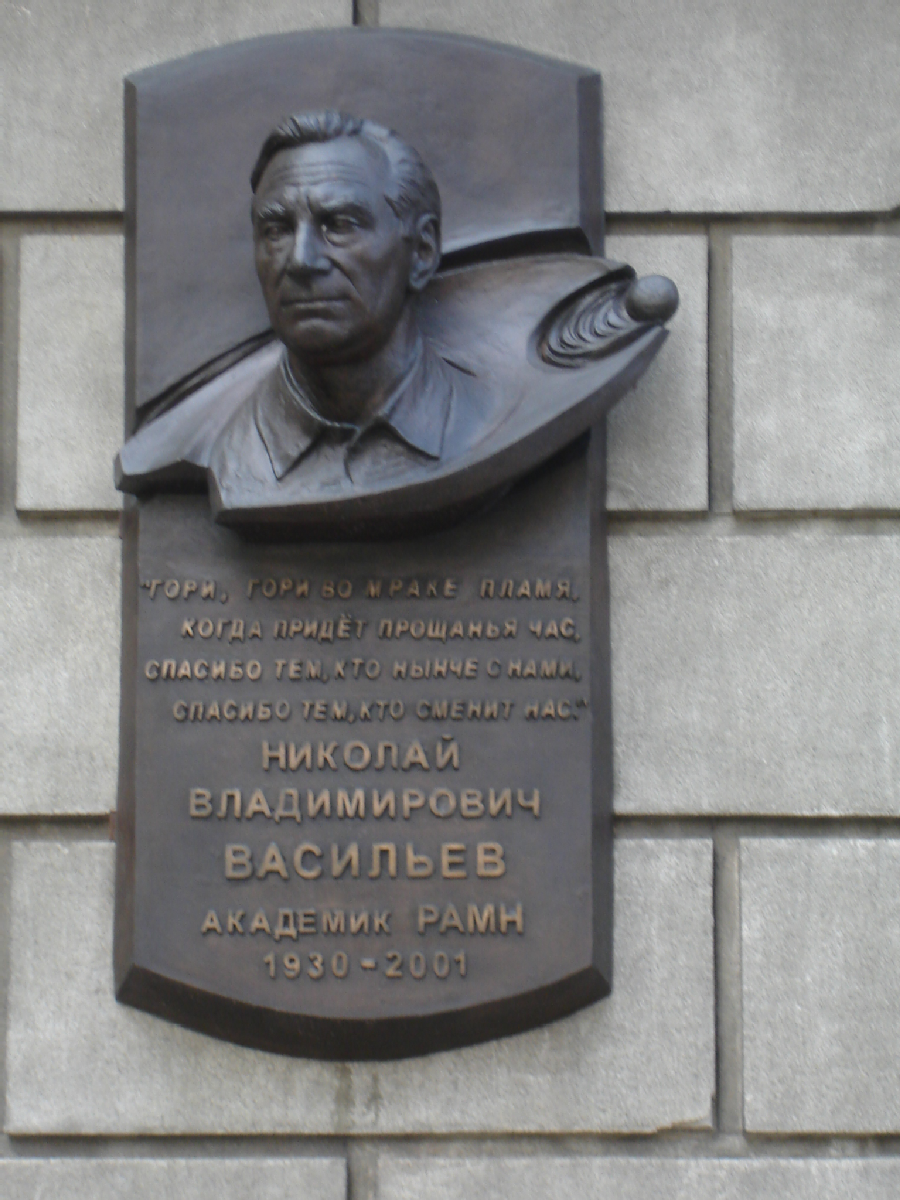 "ГОРИ, ГОРИ ВО МРАКЕ ПЛАМЯ,
КОГДА ПРИДЁТ ПРОЩАНЬЯ ЧАС,
СПАСИБО ТЕМ, КТО НЫНЧЕ С НАМИ,
СПАСИБО ТЕМ, КТО СМЕНИТ НАС."
НИКОЛАЙ
ВЛАДИМИРОВИЧ
ВАСИЛЬЕВ
АКАДЕМИК РАМН
1930 - 2001